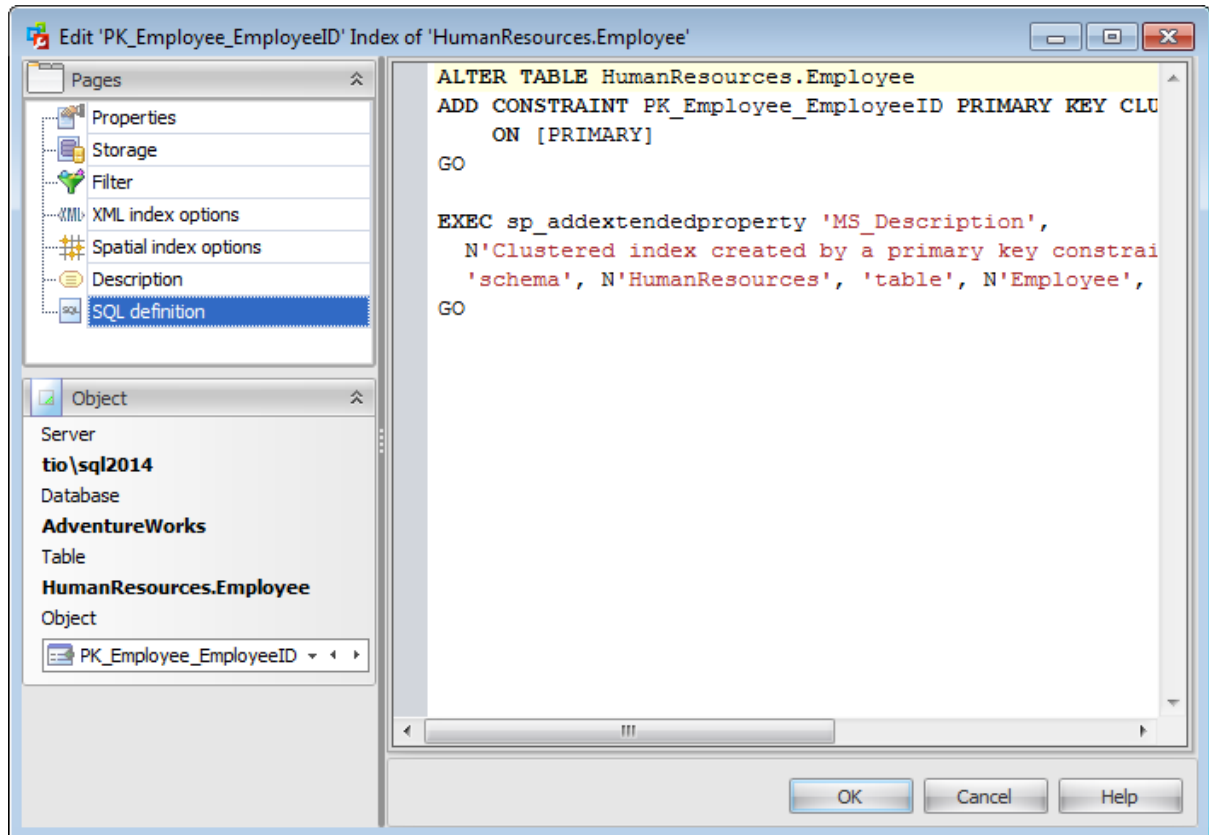 Edit 'PK_Employee_EmployeeID' Index of 'HumanResources.Employee'
Pages
Properties
Storage
Filter
XML index options
Spatial index options
Description
SQL definition
Object
Server
tio\sql2014
Database
AdventureWorks
Table
HumanResources.Employee
Object
PK_Employee_EmployeeID
ALTER TABLE HumanResources.Employee
ADD CONSTRAINT PK_Employee_EmployeeID PRIMARY KEY CLU
ON [PRIMARY]
GO
EXEC sp_addextendedproperty 'MS_Description',
N'Clustered index created by a primary key constrai
'schema', N'HumanResources', 'table', N'Employee',
GO
OK Cancel Help